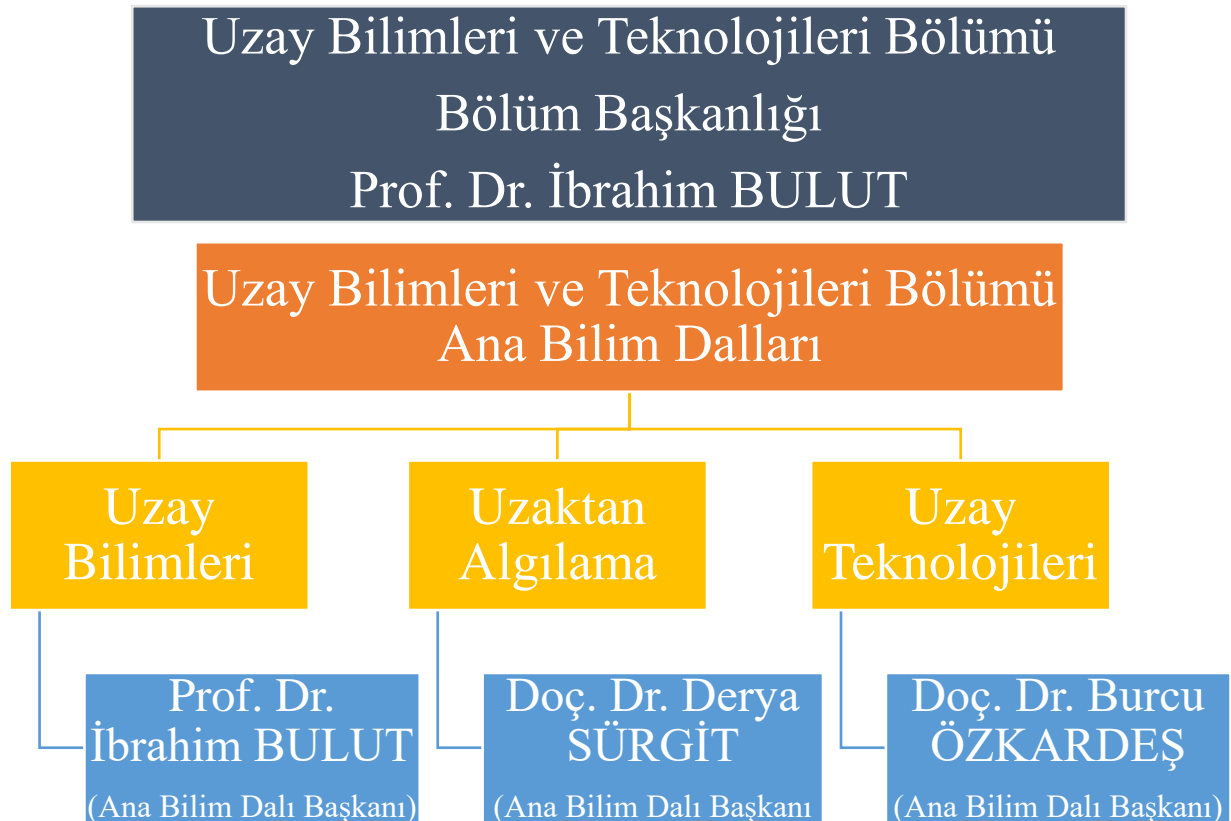 Uzay Bilimleri ve Teknolojileri Bölümü
Bölüm Başkanlığı
Prof. Dr. İbrahim BULUT
Uzay Bilimleri ve Teknolojileri Bölümü
Ana Bilim Dalları
Uzay
Bilimleri
Uzaktan
Algılama
Uzay
Teknolojileri
Prof. Dr.
İbrahim BULUT
(Ana Bilim Dalı Başkanı)
Doç. Dr. Derya
SÜRGİT
(Ana Bilim Dalı Başkanı
Doç. Dr. Burcu
ÖZKARDEŞ
(Ana Bilim Dalı Başkanı)